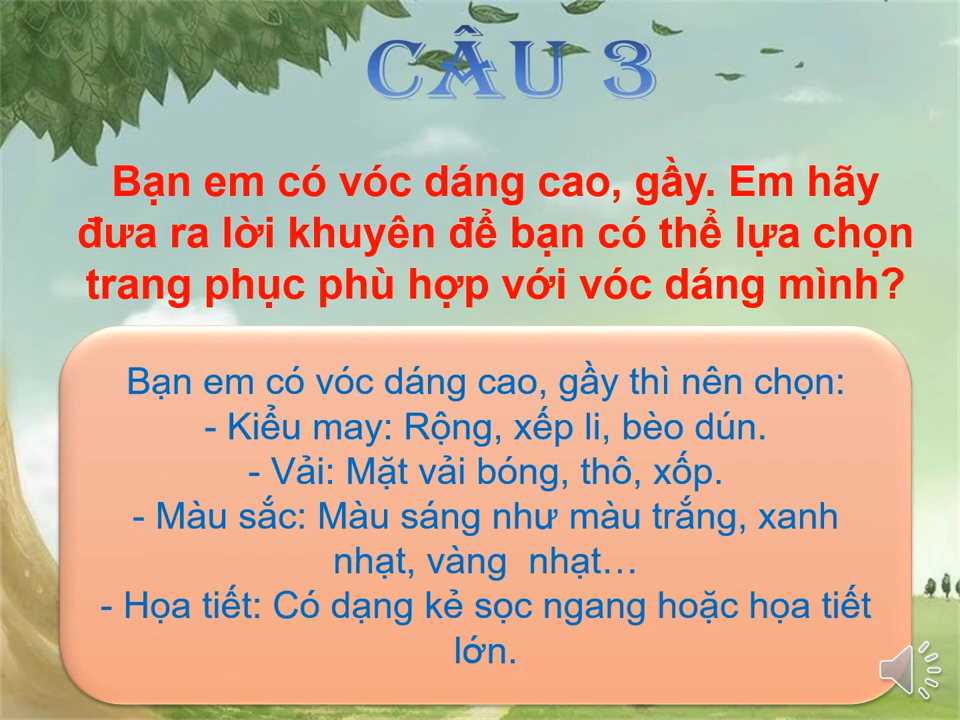 CÂU 3
Bạn em có vóc dáng cao, gầy. Em hãy
đưa ra lời khuyên để bạn có thể lựa chọn
trang phục phù hợp với vóc dáng mình?
Bạn em có vóc dáng cao, gầy thì nên chọn:
- Kiểu may: Rộng, xếp li, bèo dún.
- Vải: Mặt vải bóng, thô, xốp.
- Màu sắc: Màu sáng như màu trắng, xanh
nhạt, vàng  nhạt…
- Họa tiết: Có dạng kẻ sọc ngang hoặc họa tiết
lớn.